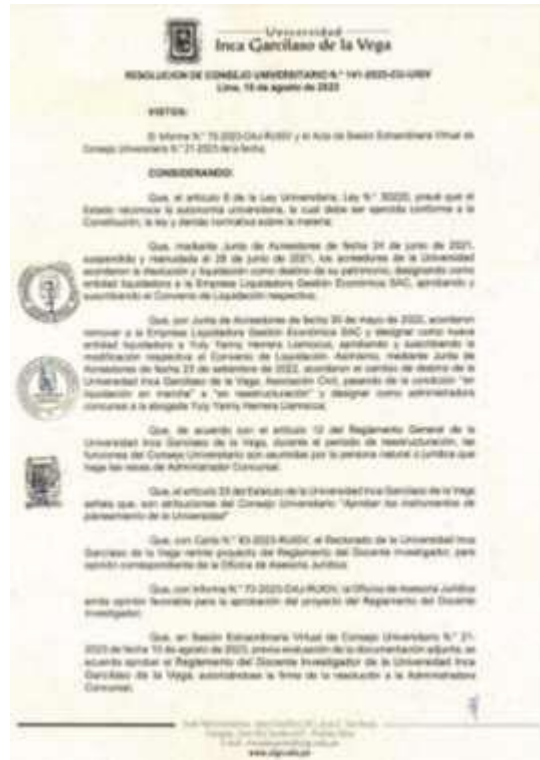 Universidad
Inca Garcilaso de la Vega
RESOLUCIÓN DE CONSEJO UNIVERSITARIO N.° 141-2023-CU-UIGV
Lima, 10 de agosto de 2023
VISTOS:
El Informe N.° 73-2023-OAJ-RUIGV y el Acta de Sesión Extraordinaria Virtual de
Consejo Universitario N.° 21-2023 de la fecha;
CONSIDERANDO:
Que, el artículo 8 de la Ley Universitaria, Ley N.° 30220, prevé que el
Estado reconoce la autonomía universitaria, la cual debe ser ejercida conforme a la
Constitución, la ley y demás normativa sobre la materia;
Que, mediante Junta de Acreedores de fecha 24 de junio de 2021,
suspendida y reanudada el 28 de junio de 2021, los acreedores de la Universidad
acordaron la disolución y liquidación como destino de su patrimonio, designando como
entidad liquidadora a la Empresa Liquidadora Gestión Económica SAC, aprobando y
suscribiendo el Convenio de Liquidación respectivo;
Que, con Junta de Acreedores de fecha 30 de mayo de 2022, acordaron
remover a la Empresa Liquidadora Gestión Económica SAC y designar como nueva
entidad liquidadora a Yuly Yanny Herrera Llamocca, aprobando y suscribiendo la
modificación respectiva al Convenio de Liquidación. Asimismo, mediante Junta de
Acreedores de fecha 23 de setiembre de 2022, acordaron el cambio de destino de la
Universidad Inca Garcilaso de la Vega, Asociación Civil, pasando de la condición "en
liquidación en marcha" a "en reestructuración" y designar como administradora
concursal a la abogada Yuly Yanny Herrera Llamocca;
Que, de acuerdo con el artículo 12 del Reglamento General de la
Universidad Inca Garcilaso de la Vega, durante el periodo de reestructuración, las
funciones del Consejo Universitario son asumidas por la persona natural o jurídica que
haga las veces de Administrador Concursal;
Que, el artículo 23 del Estatuto de la Universidad Inca Garcilaso de la Vega
señala que, son atribuciones del Consejo Universitario "Aprobar los instrumentos de
planeamiento de la Universidad"
Que, con Carta N.° 83-2023-RUIGV, el Rectorado de la Universidad Inca
Garcilaso de la Vega remite proyecto del Reglamento del Docente Investigador, para
opinión correspondiente de la Oficina de Asesoría Jurídica;
Que, con Informe N.° 73-2023-OAJ-RUIGV, la Oficina de Asesoría Jurídica
emite opinión favorable para la aprobación del proyecto del Reglamento del Docente
Investigador;
Que, en Sesión Extraordinaria Virtual de Consejo Universitario N.° 21-
2023 de fecha 10 de agosto de 2023, previa evaluación de la documentación adjunta, se
acuerda aprobar el Reglamento del Docente Investigador de la Universidad Inca
Garcilaso de la Vega, autorizándose la firma de la resolución a la Administradora
Concursal;
www.uigv.edu.pe